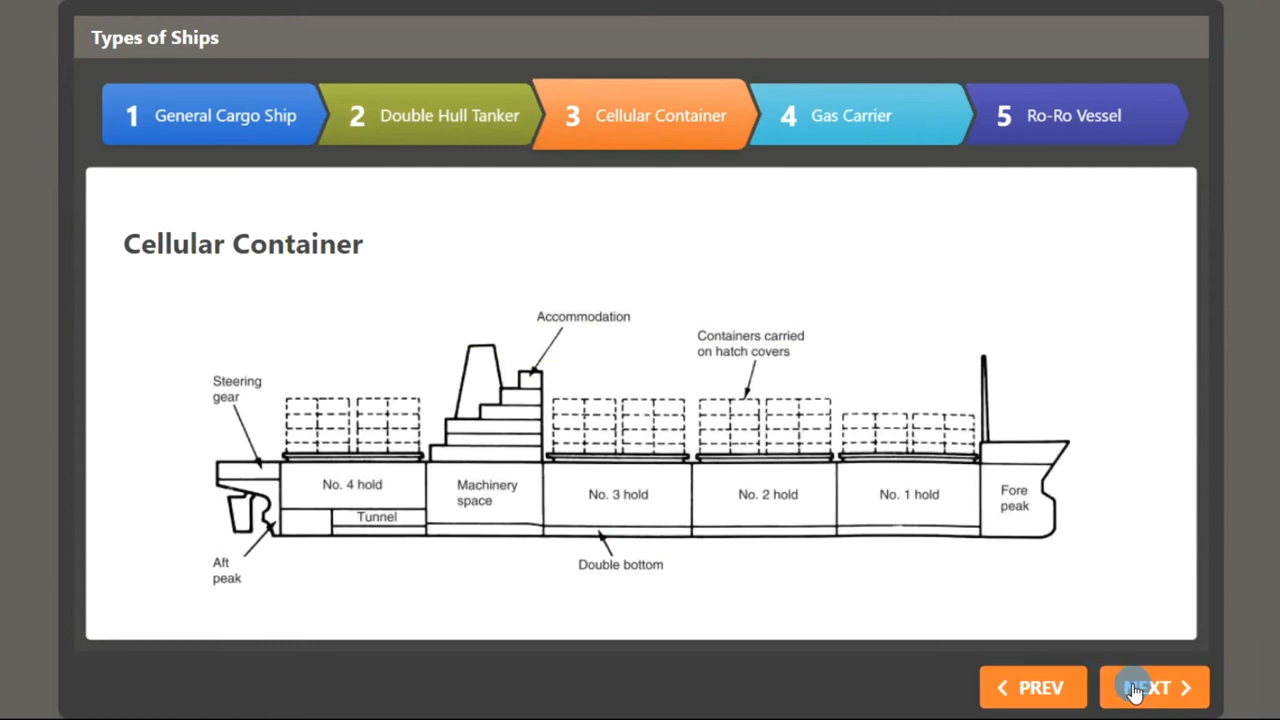 Types of Ships
1 General Cargo Ship
2 Double Hull Tanker
3 Cellular Container
4 Gas Carrier
5 Ro-Ro Vessel
Cellular Container
Accommodation
Containers carried
on hatch covers
Steering
gear
No. 4 hold
Machinery
space
No. 3 hold
No. 2 hold
No. 1 hold
Fore
peak
Tunnel
Aft
peak
Double bottom
PREV
NEXT